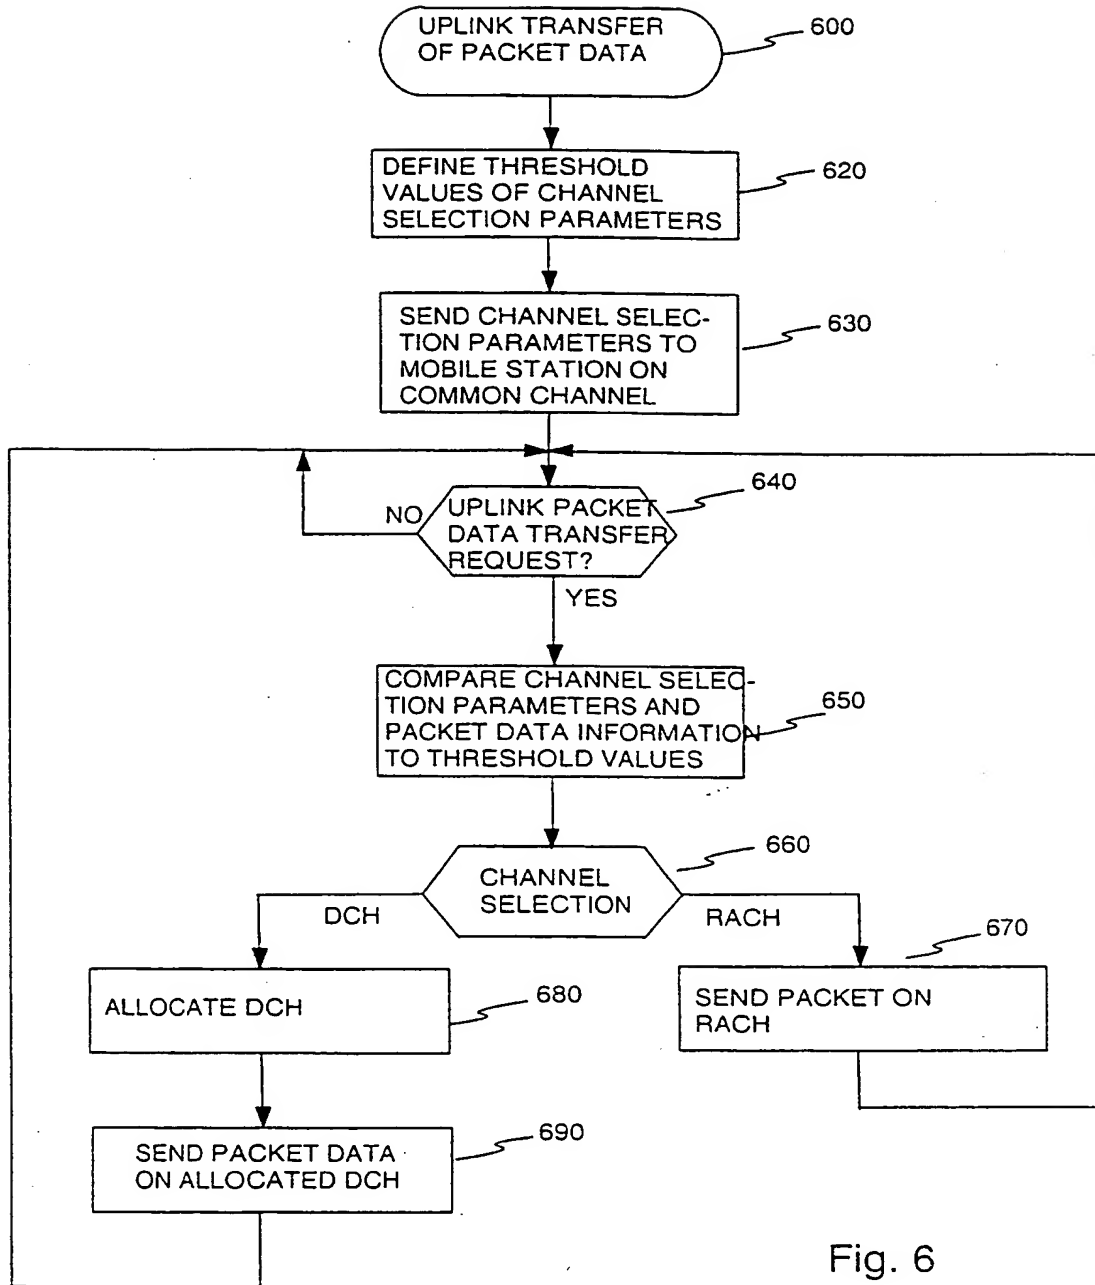 UPLINK TRANSFER
OF PACKET DATA
600
DEFINE THRESHOLD
VALUES OF CHANNEL
SELECTION PARAMETERS
620
SEND CHANNEL SELEC-
TION PARAMETERS TO
MOBILE STATION ON
COMMON CHANNEL
630
640
NO
UPLINK PACKET
DATA TRANSFER
REQUEST?
YES
COMPARE CHANNEL SELEC-
TION PARAMETERS AND
PACKET DATA INFORMATION
TO THRESHOLD VALUES
650
660
CHANNEL
SELECTION
DCH
RACH
670
ALLOCATE DCH
680
SEND PACKET ON
RACH
SEND PACKET DATA
ON ALLOCATED DCH
690
Fig. 6